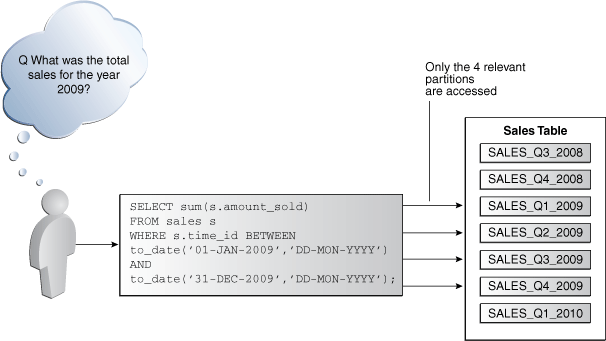 Q What was the total
sales for the year
2009?
Only the 4 relevant
partitions
are accessed
SELECT sum(s.amount_sold)
FROM sales s
WHERE s.time_id BETWEEN
to_date('01-JAN-2009','DD-MON-YYYY')
AND
to_date('31-DEC-2009','DD-MON-YYYY');
Sales Table
SALES_Q3_2008
SALES_Q4_2008
SALES_Q1_2009
SALES_Q2_2009
SALES_Q3_2009
SALES_Q4_2009
SALES_Q1_2010